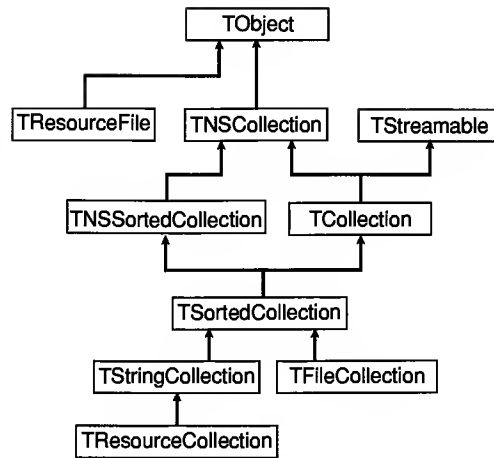 TObject
TResourceFile
TNSCollection
TStreamable
TNSSortedCollection
TCollection
TSortedCollection
TStringCollection
TFileCollection
TResourceCollection